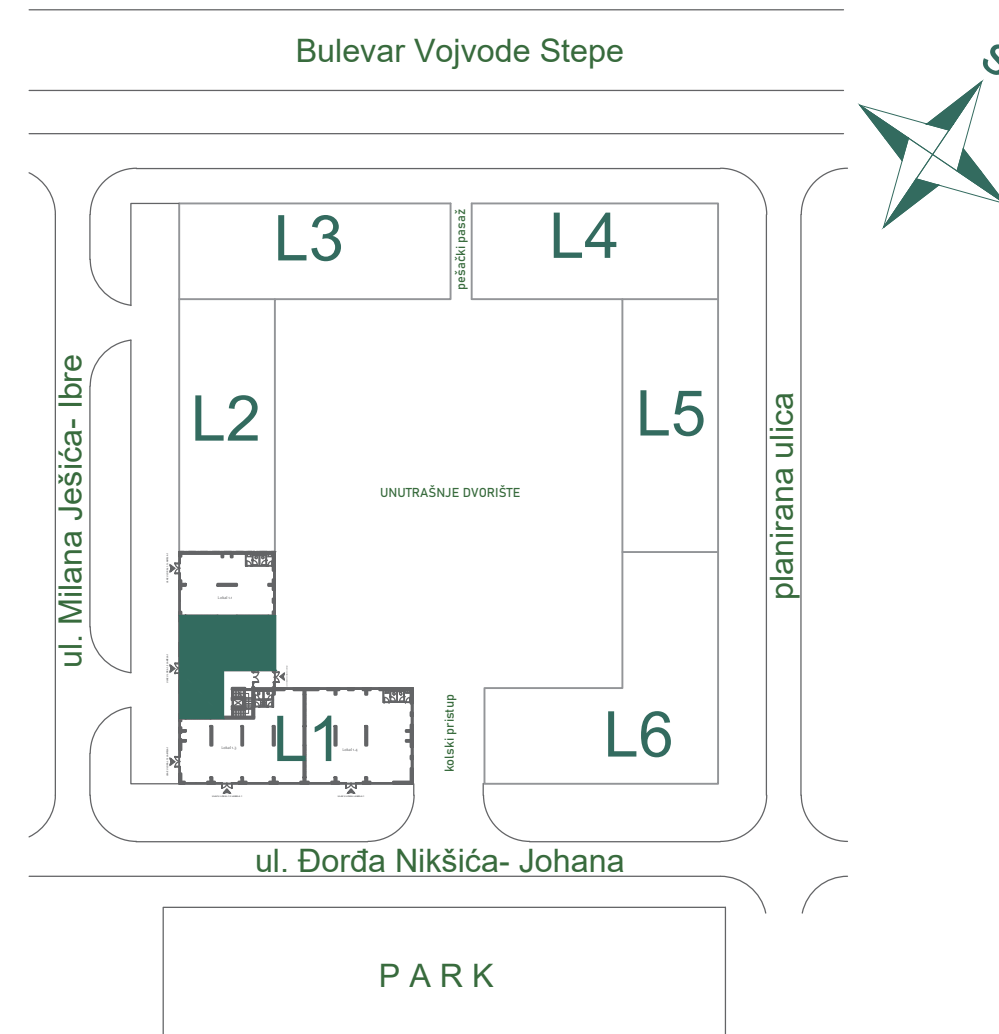 Bulevar Vojvode Stepe
S
L3
pešački pasaž
L4
ul. Milana Ješića- Ibre
L2
L5
planirana ulica
UNUTRAŠNJE DVORIŠTE
L1
kolski pristup
L6
ul. Đorđa Nikšića- Johana
PARK